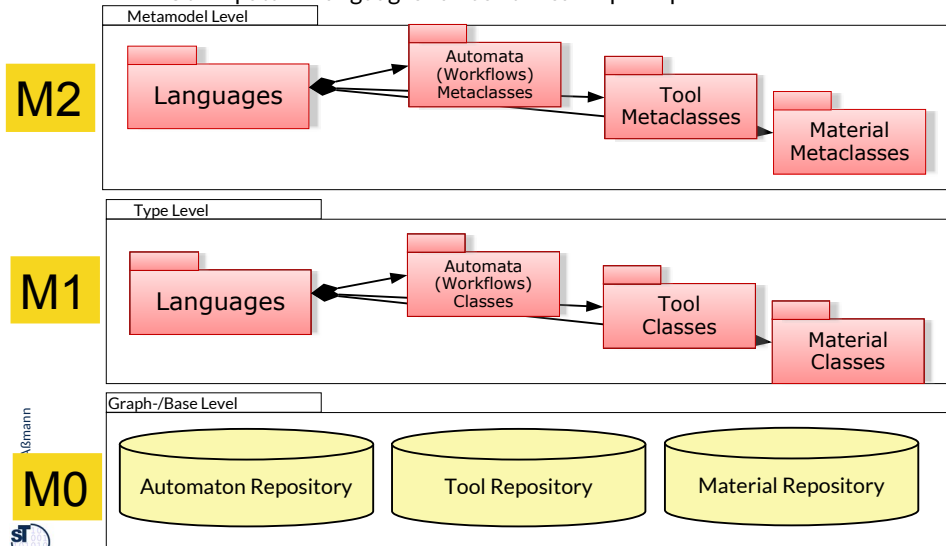 Metamodel Level
M2
Languages
Automata
(Workflows)
Metaclasses
Tool
Metaclasses
Material
Metaclasses
Type Level
M1
Languages
Automata
(Workflows)
Classes
Tool
Classes
Material
Classes
Graph-/Base Level
Aßmann
M0
Automaton Repository
Tool Repository
Material Repository
ST